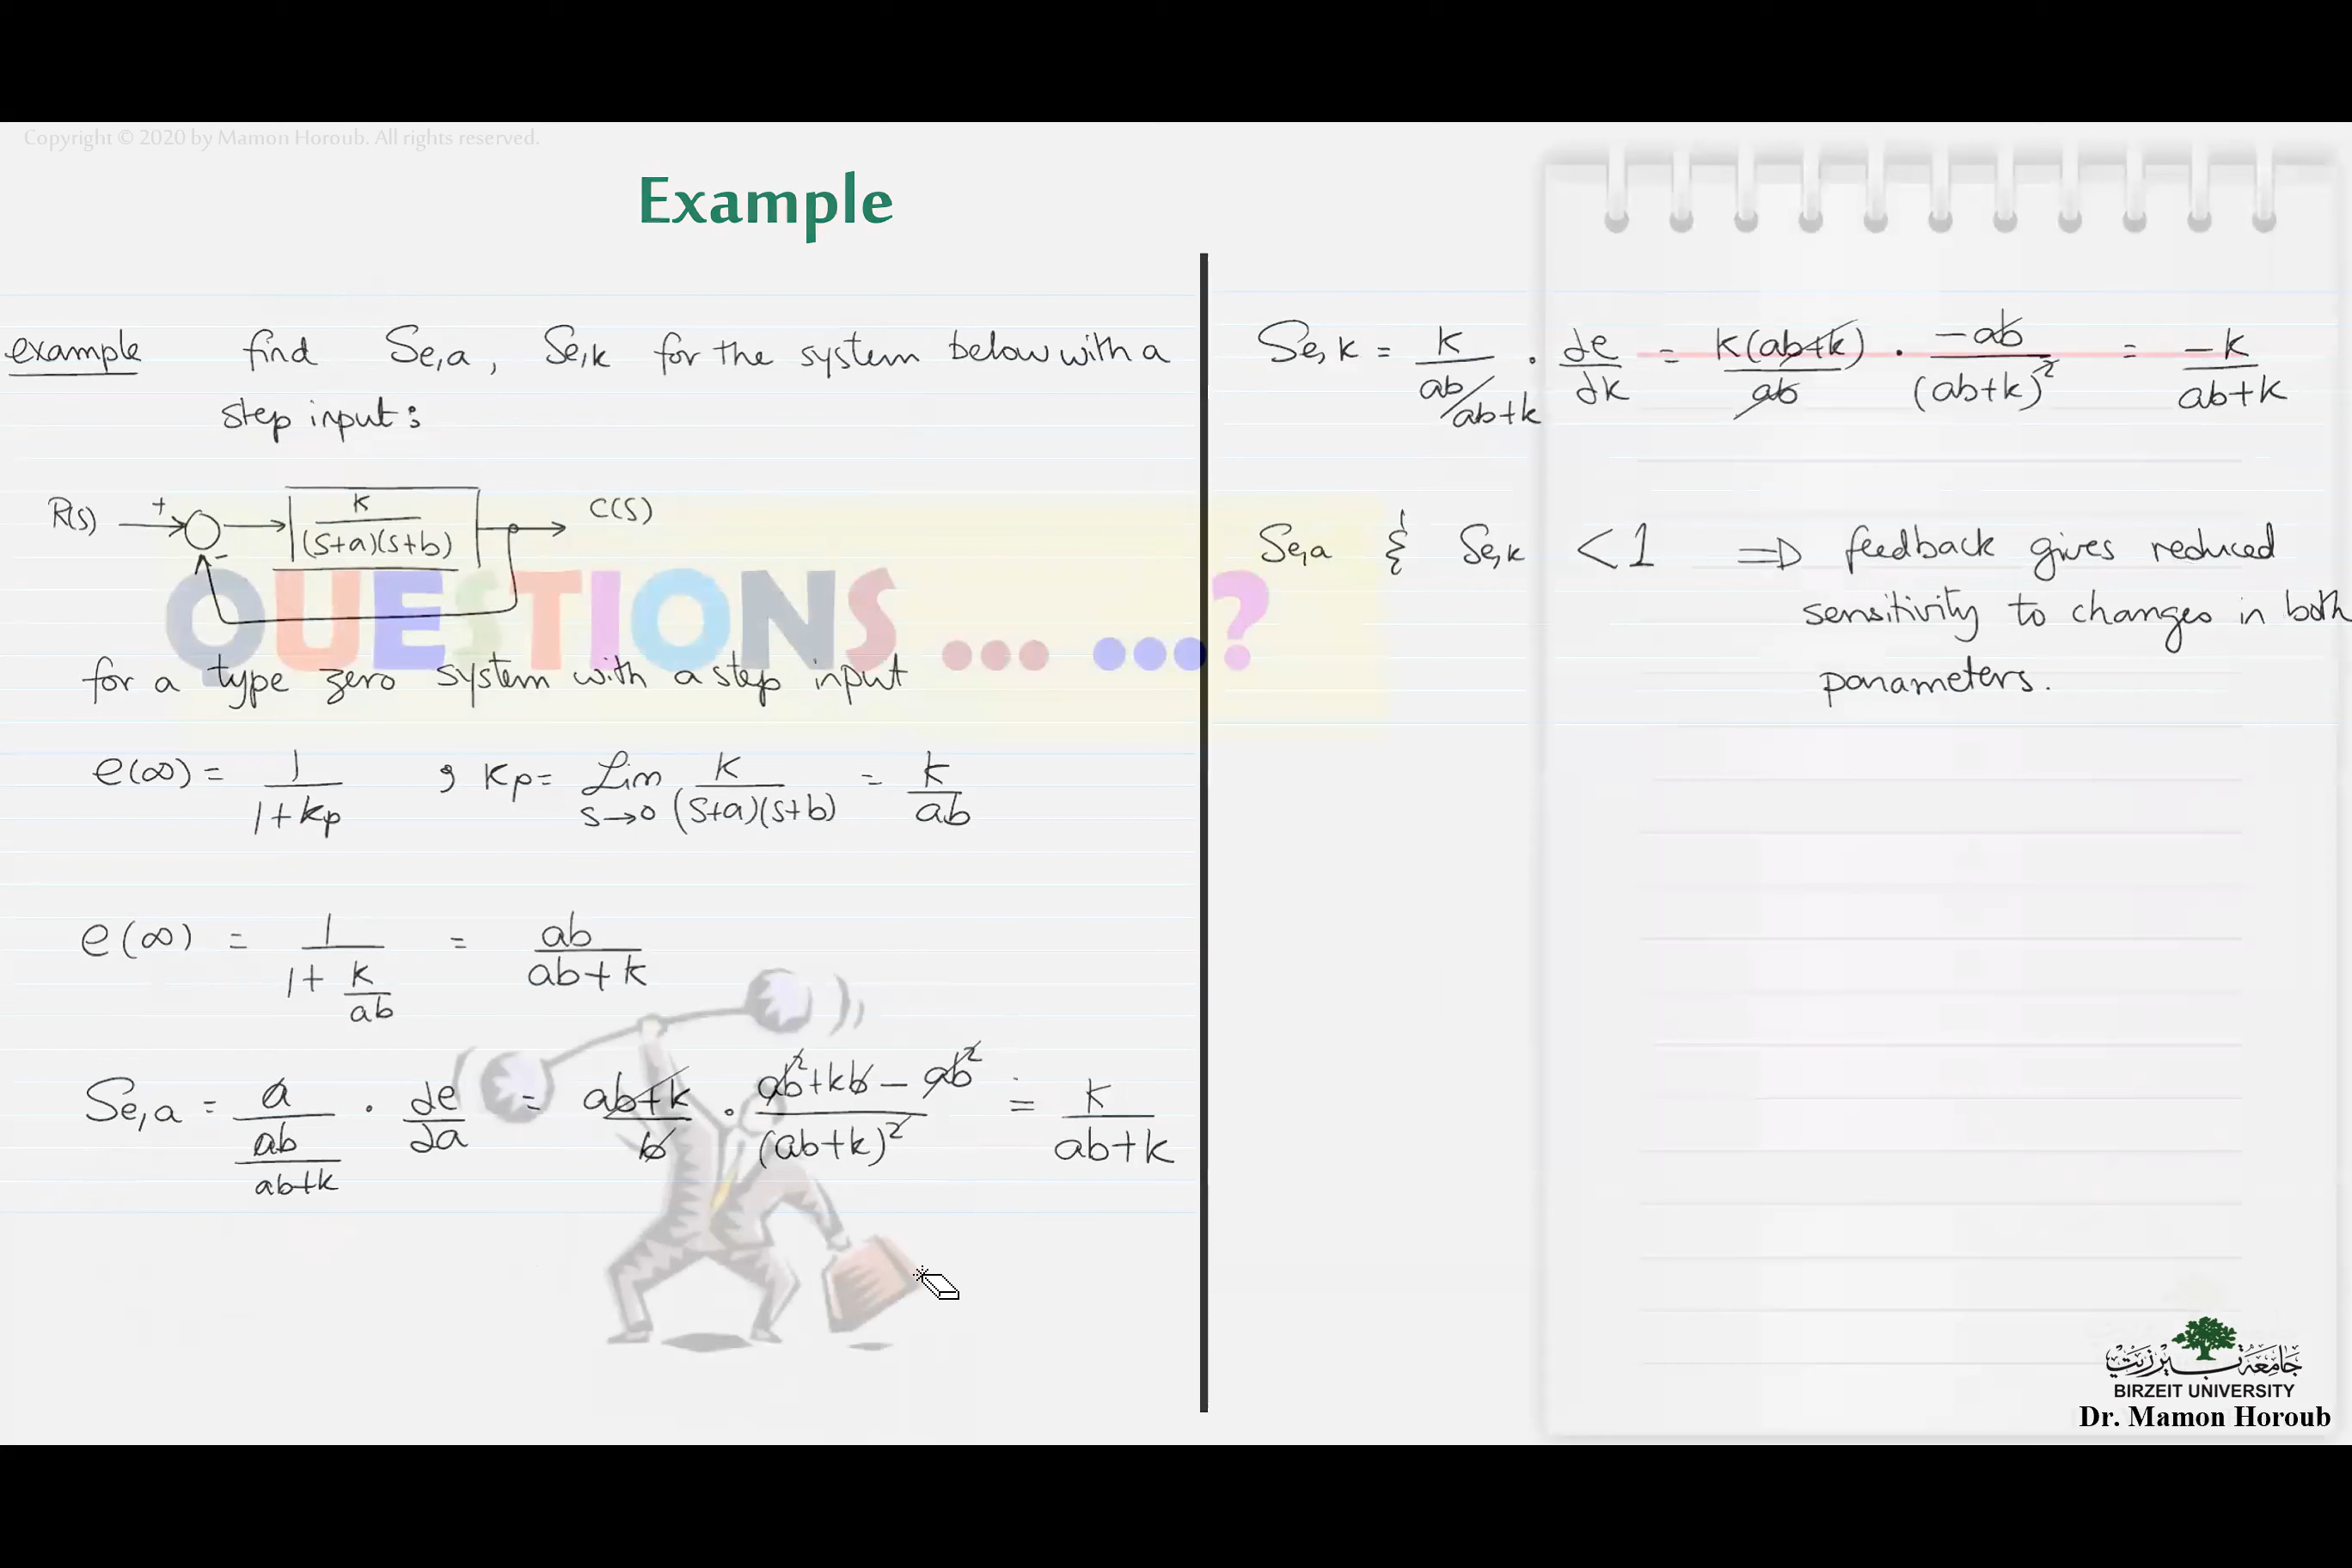 Copyright © 2020 by Mamon Horoub. All rights reserved.
Example
example find Se,a , Se,k for the system below with a
step input:
R(s) + - K/((s+a)(s+b)) C(s)
QUESTIONS ... ...?
for a type zero system with a step input
e(∞) = 1/(1+Kp) , Kp = Lim s→0 K/((s+a)(s+b)) = K/ab
e(∞) = 1/(1+K/ab) = ab/(ab+K)
Se,a = a/(ab/(ab+K)) · ∂e/∂a = (ab+K)/b · (ab²+Kb−ab²)/(ab+K)² = K/(ab+K)
Se,K = K/(ab/(ab+K)) · ∂e/∂K = K(ab+K)/ab · −ab/(ab+K)² = −K/(ab+K)
Se,a & Se,K < 1 ⇒ feedback gives reduced
sensitivity to changes in both
parameters.
جامعة بيرزيت
BIRZEIT UNIVERSITY
Dr. Mamon Horoub